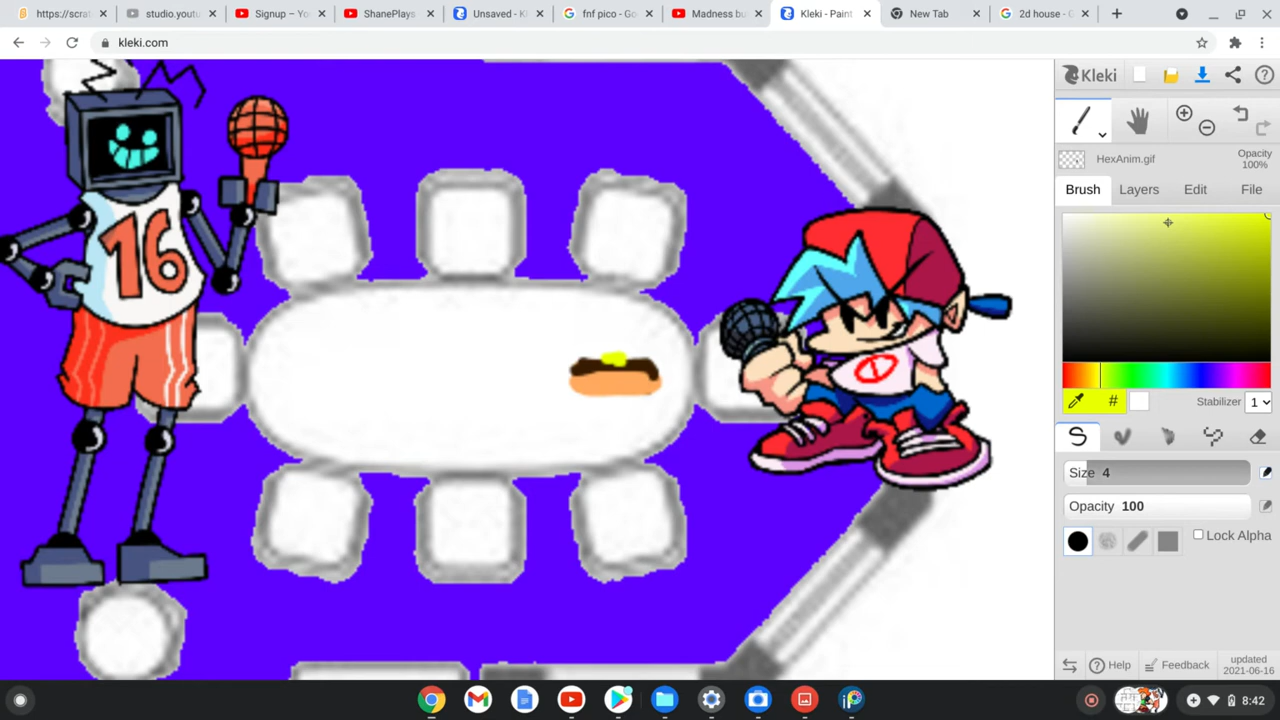 https://scrat
studio.youtu
Signup – Yo
ShanePlays
Unsaved - Kl
fnf pico - Go
Madness bu
Kleki - Paint
New Tab
2d house - G
kleki.com
Kleki
HexAnim.gif
Opacity
100%
Brush
Layers
Edit
File
#
Stabilizer 1
Size 4
Opacity 100
Lock Alpha
Help
Feedback
updated
2021-06-16
16
8:42